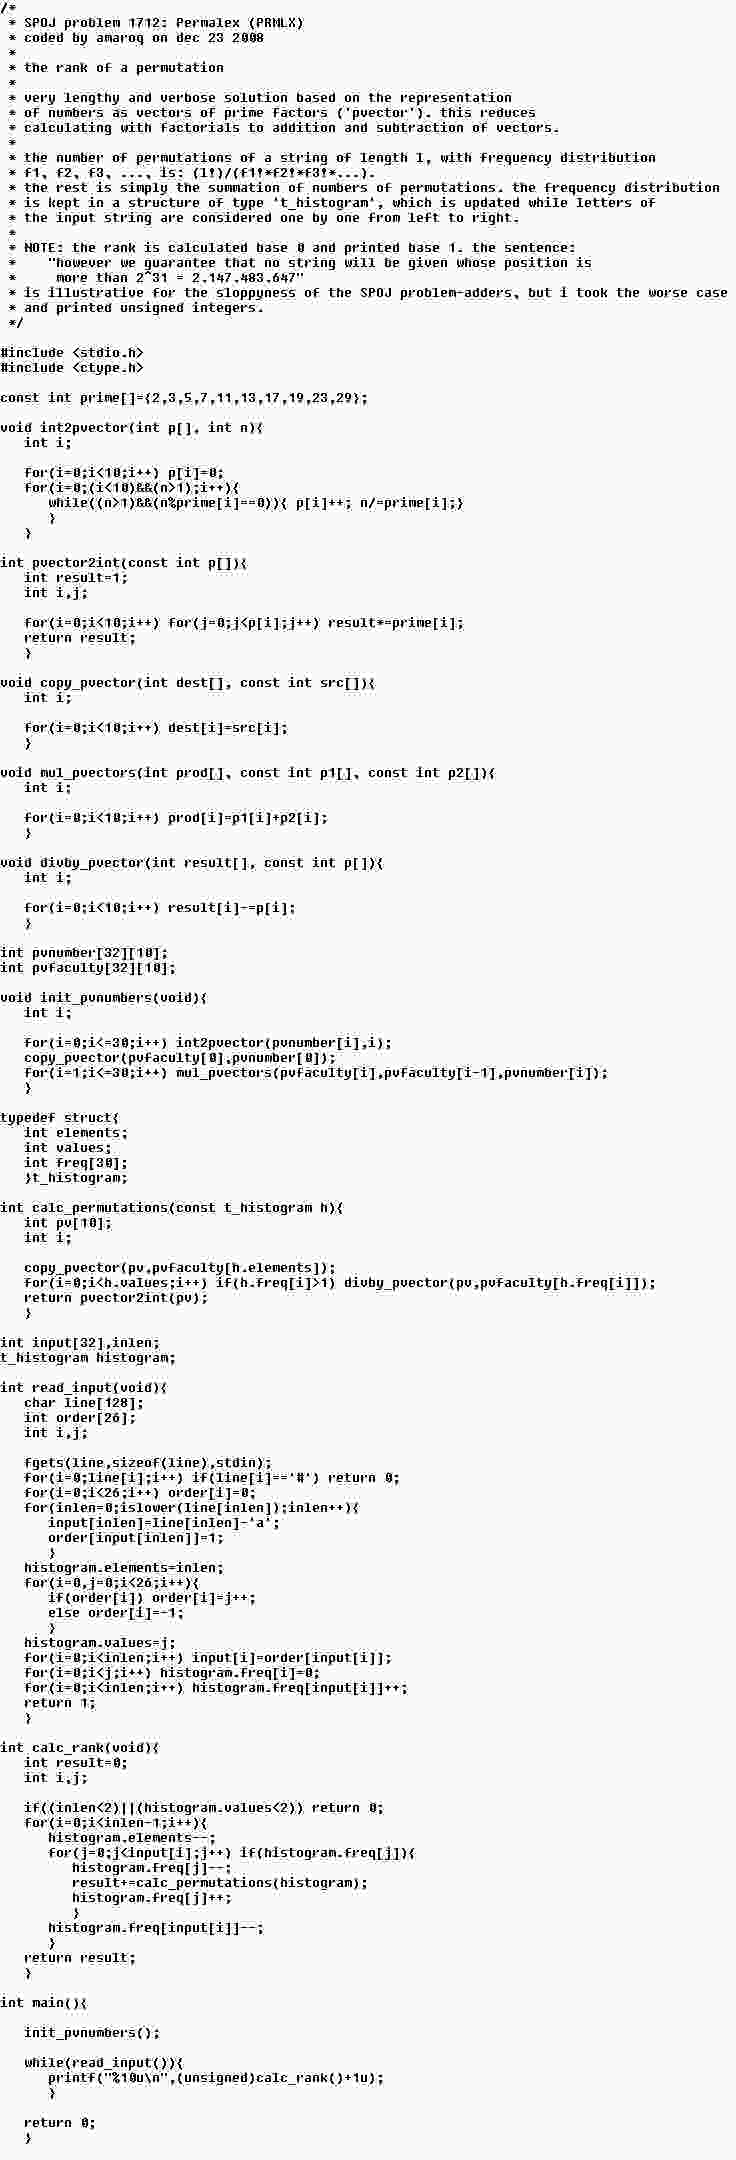 /*
 * SPOJ problem 1712: Permalex (PRMLX)
 * coded by amaroq on dec 23 2008
 *
 * the rank of a permutation
 *
 * very lengthy and verbose solution based on the representation
 * of numbers as vectors of prime factors ('pvector'). this reduces
 * calculating with factorials to addition and subtraction of vectors.
 *
 * the number of permutations of a string of length l, with frequency distribution
 * f1, f2, f3, ..., is: (l!)/(f1!*f2!*f3!*...).
 * the rest is simply the summation of numbers of permutations. the frequency distribution
 * is kept in a structure of type 't_histogram', which is updated while letters of
 * the input string are considered one by one from left to right.
 *
 * NOTE: the rank is calculated base 0 and printed base 1. the sentence:
 *    "however we guarantee that no string will be given whose position is
 *     more than 2^31 = 2.147.483.647"
 * is illustrative for the sloppyness of the SPOJ problem-adders, but i took the worse case
 * and printed unsigned integers.
 */

#include <stdio.h>
#include <ctype.h>

const int prime[]={2,3,5,7,11,13,17,19,23,29};

void int2pvector(int p[], int n){
   int i;

   for(i=0;i<10;i++) p[i]=0;
   for(i=0;(i<10)&&(n>1);i++){
      while((n>1)&&(n%prime[i]==0)){ p[i]++; n/=prime[i];}
      }
   }

int pvector2int(const int p[]){
   int result=1;
   int i,j;

   for(i=0;i<10;i++) for(j=0;j<p[i];j++) result*=prime[i];
   return result;
   }

void copy_pvector(int dest[], const int src[]){
   int i;

   for(i=0;i<10;i++) dest[i]=src[i];
   }

void mul_pvectors(int prod[], const int p1[], const int p2[]){
   int i;

   for(i=0;i<10;i++) prod[i]=p1[i]+p2[i];
   }

void divby_pvector(int result[], const int p[]){
   int i;

   for(i=0;i<10;i++) result[i]-=p[i];
   }

int pvnumber[32][10];
int pvfaculty[32][10];

void init_pvnumbers(void){
   int i;

   for(i=0;i<=30;i++) int2pvector(pvnumber[i],i);
   copy_pvector(pvfaculty[0],pvnumber[0]);
   for(i=1;i<=30;i++) mul_pvectors(pvfaculty[i],pvfaculty[i-1],pvnumber[i]);
   }

typedef struct{
   int elements;
   int values;
   int freq[30];
   }t_histogram;

int calc_permutations(const t_histogram h){
   int pv[10];
   int i;

   copy_pvector(pv,pvfaculty[h.elements]);
   for(i=0;i<h.values;i++) if(h.freq[i]>1) divby_pvector(pv,pvfaculty[h.freq[i]]);
   return pvector2int(pv);
   }

int input[32],inlen;
t_histogram histogram;

int read_input(void){
   char line[128];
   int order[26];
   int i,j;

   fgets(line,sizeof(line),stdin);
   for(i=0;line[i];i++) if(line[i]=='#') return 0;
   for(i=0;i<26;i++) order[i]=0;
   for(inlen=0;islower(line[inlen]);inlen++){
      input[inlen]=line[inlen]-'a';
      order[input[inlen]]=1;
      }
   histogram.elements=inlen;
   for(i=0,j=0;i<26;i++){
      if(order[i]) order[i]=j++;
      else order[i]=-1;
      }
   histogram.values=j;
   for(i=0;i<inlen;i++) input[i]=order[input[i]];
   for(i=0;i<j;i++) histogram.freq[i]=0;
   for(i=0;i<inlen;i++) histogram.freq[input[i]]++;
   return 1;
   }

int calc_rank(void){
   int result=0;
   int i,j;

   if((inlen<2)||(histogram.values<2)) return 0;
   for(i=0;i<inlen-1;i++){
      histogram.elements--;
      for(j=0;j<input[i];j++) if(histogram.freq[j]){
         histogram.freq[j]--;
         result+=calc_permutations(histogram);
         histogram.freq[j]++;
         }
      histogram.freq[input[i]]--;
      }
   return result;
   }

int main(){

   init_pvnumbers();

   while(read_input()){
      printf("%10u\n",(unsigned)calc_rank()+1u);
      }

   return 0;
   }